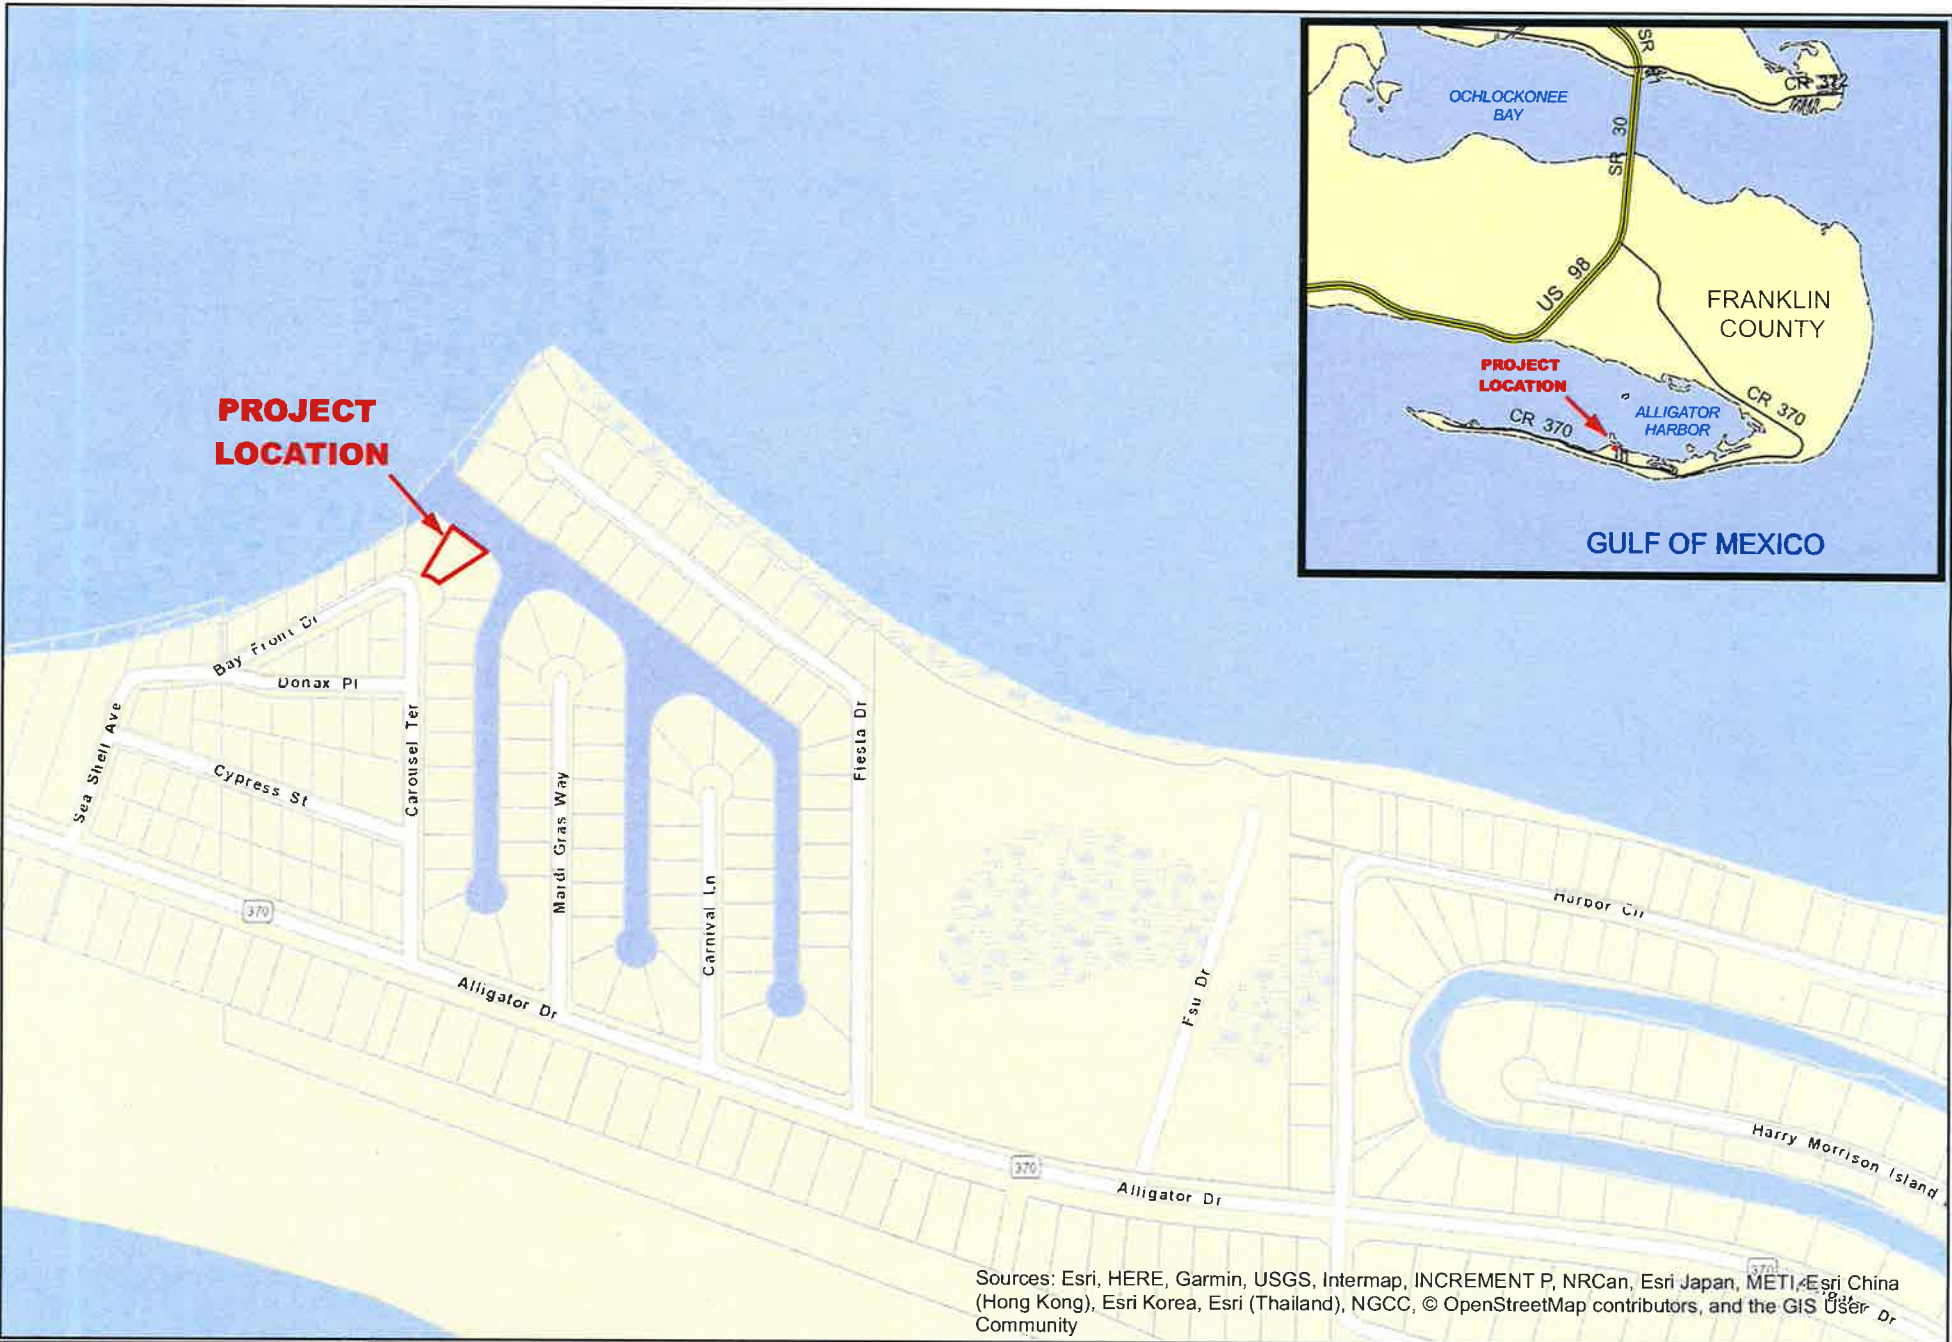 SR
CR 372
OCHLOCKONEE
BAY
SR 30
US 98
FRANKLIN
COUNTY
PROJECT
LOCATION
CR 370
CR 370
ALLIGATOR
HARBOR
GULF OF MEXICO
PROJECT
LOCATION
Bay Front Dr
Donax Pl
Sea Shell Ave
Cypress St
Carousel Ter
Mardi Gras Way
Carnival Ln
Fiesta Dr
370
Alligator Dr
Fsu Dr
Harbor Cir
Harry Morrison Island
370
Alligator Dr
370
Dr
Sources: Esri, HERE, Garmin, USGS, Intermap, INCREMENT P, NRCan, Esri Japan, METI, Esri China
(Hong Kong), Esri Korea, Esri (Thailand), NGCC, © OpenStreetMap contributors, and the GIS User
Community